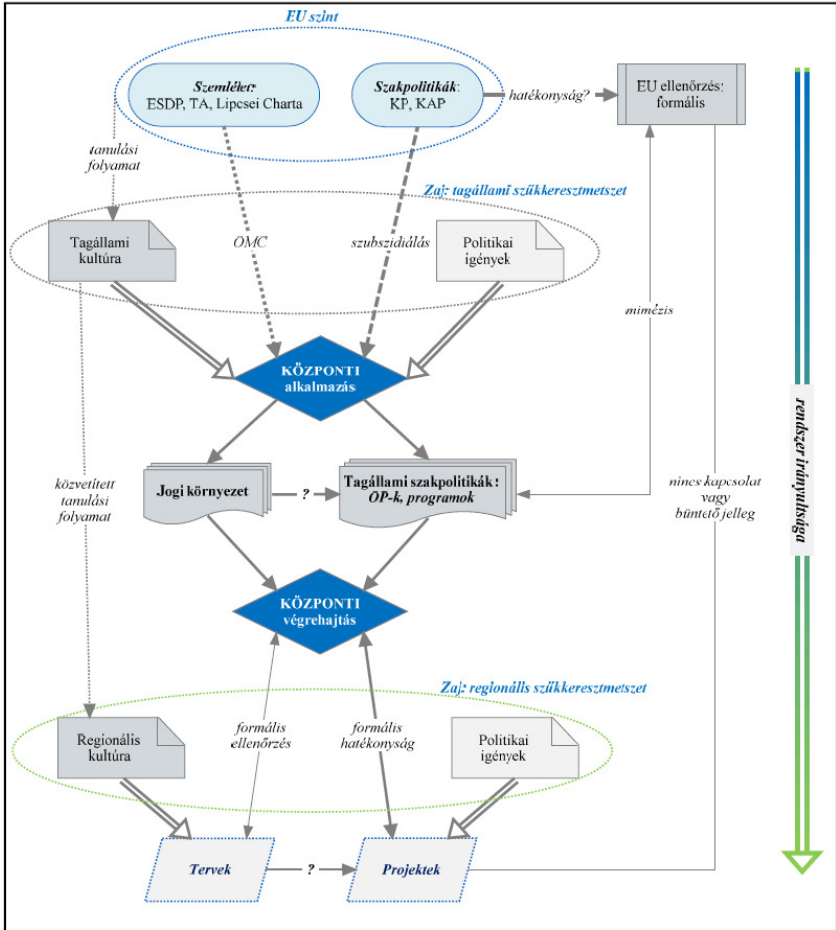 EU szint
Szemlélet:
ESDP, TA, Lipcsei Charta
Szakpolitikák:
KP, KAP
hatékonyság?
EU ellenőrzés:
formális
tanulási
folyamat
Zaj: tagállami szűkkeresztmetszet
Tagállami
kultúra
OMC
szubszidiálás
Politikai
igények
mimézis
KÖZPONTI
alkalmazás
közvetített
tanulási
folyamat
Jogi környezet
?
Tagállami szakpolitikák:
OP-k, programok
nincs kapcsolat
vagy
büntető jelleg
rendszer irányultsága
KÖZPONTI
végrehajtás
Zaj: regionális szűkkeresztmetszet
Regionális
kultúra
formális
ellenőrzés
formális
hatékonyság
Politikai
igények
Tervek
?
Projektek